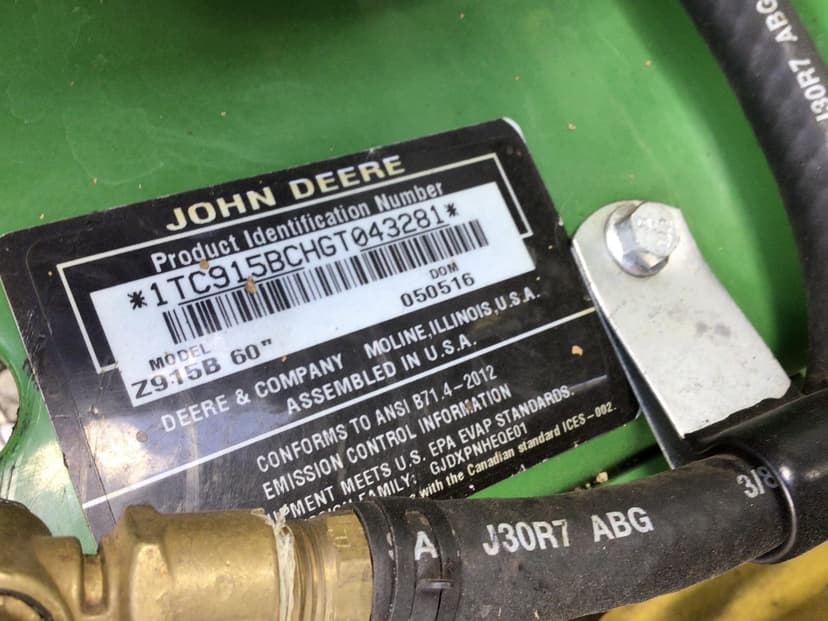 JOHN DEERE
Product Identification Number
*1TC915BCHGT043281*
MODEL DOM
Z915B 60" 050516
DEERE & COMPANY MOLINE, ILLINOIS, U.S.A.
ASSEMBLED IN U.S.A.
CONFORMS TO ANSI B71.4-2012
EMISSION CONTROL INFORMATION
MEETS U.S. EPA EVAP STANDARDS.
FAMILY: GJDXPNHEQE01
with the Canadian standard ICES-002.
J30R7 ABG
A J30R7 ABG 3/8